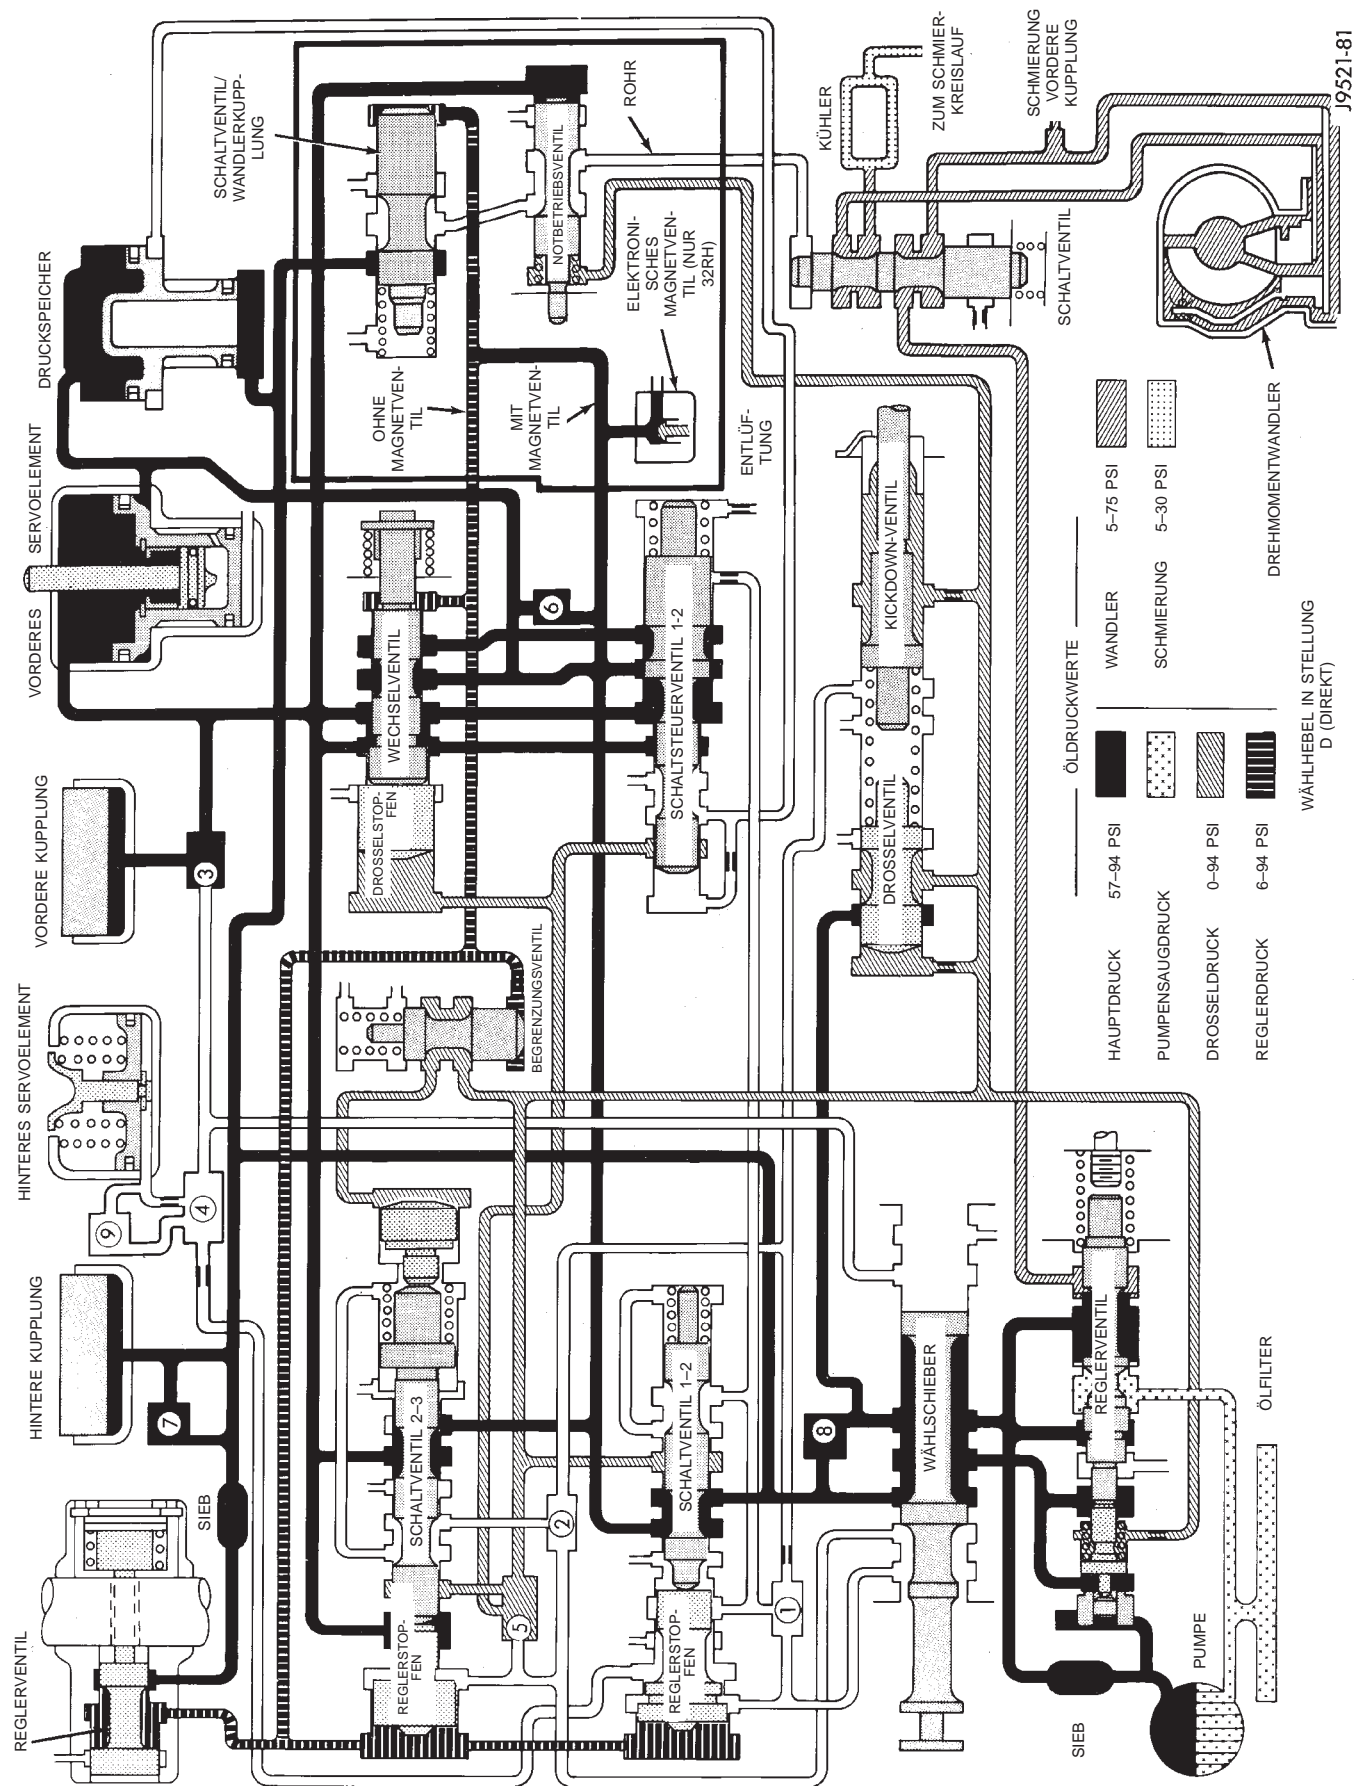 REGLERVENTIL
SIEB
HINTERE KUPPLUNG
HINTERES SERVOELEMENT
VORDERE KUPPLUNG
VORDERES SERVOELEMENT
DRUCKSPEICHER
7
9
4
3
SCHALTVENTIL/
WANDLERKUPP-
LUNG
REGLERSTOP-
FEN
SCHALTVENTIL 2–3
BEGRENZUNGSVENTIL
DROSSELSTOP-
FEN
WECHSELVENTIL
OHNE
MAGNETVEN-
TIL
MIT
MAGNETVEN-
TIL
NOTBETRIEBSVENTIL
ROHR
5
2
6
ELEKTRONI-
SCHES
MAGNETVEN-
TIL (NUR
32RH)
REGLERSTOP-
FEN
SCHALTVENTIL 1–2
SCHALTSTEUERVENTIL 1-2
ENTLÜF-
TUNG
1
8
KÜHLER
ZUM SCHMIER-
KREISLAUF
SCHMIERUNG
VORDERE
KUPPLUNG
SCHALTVENTIL
WÄHLSCHIEBER
DROSSELVENTIL
KICKDOWN-VENTIL
REGLERVENTIL
SIEB
PUMPE
ÖLFILTER
DREHMOMENTWANDLER
ÖLDRUCKWERTE
HAUPTDRUCK 57–94 PSI
WANDLER 5–75 PSI
PUMPENSAUGDRUCK
SCHMIERUNG 5–30 PSI
DROSSELDRUCK 0–94 PSI
REGLERDRUCK 6–94 PSI
WÄHLHEBEL IN STELLUNG
D (DIREKT)
J9521-81